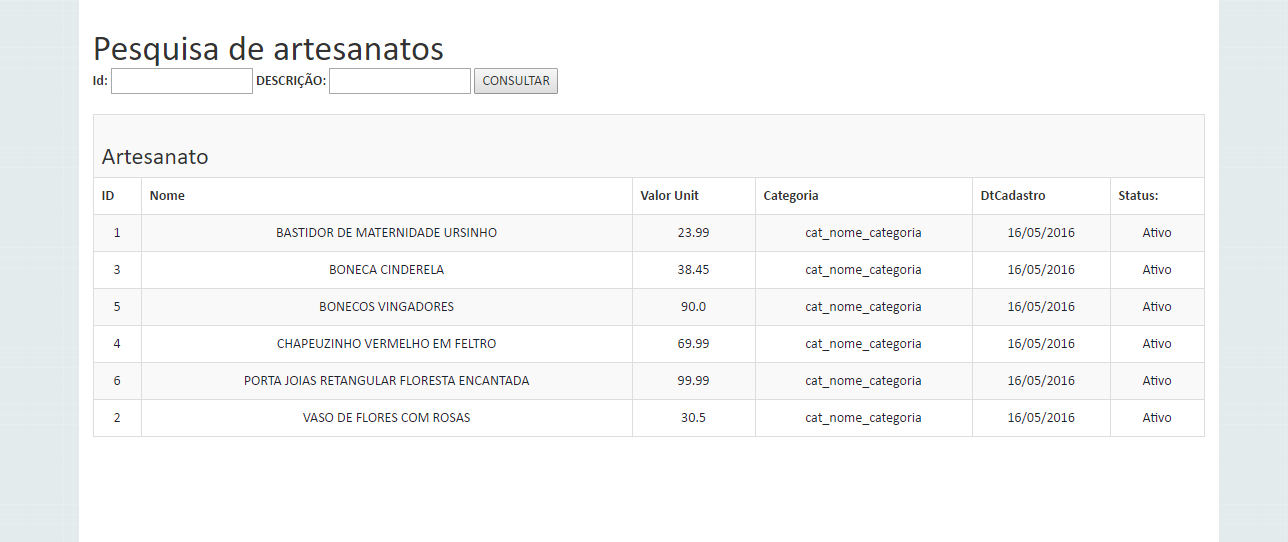 Pesquisa de artesanatos
Id: DESCRIÇÃO: CONSULTAR
Artesanato
ID Nome Valor Unit Categoria DtCadastro Status:
1 BASTIDOR DE MATERNIDADE URSINHO 23.99 cat_nome_categoria 16/05/2016 Ativo
3 BONECA CINDERELA 38.45 cat_nome_categoria 16/05/2016 Ativo
5 BONECOS VINGADORES 90.0 cat_nome_categoria 16/05/2016 Ativo
4 CHAPEUZINHO VERMELHO EM FELTRO 69.99 cat_nome_categoria 16/05/2016 Ativo
6 PORTA JOIAS RETANGULAR FLORESTA ENCANTADA 99.99 cat_nome_categoria 16/05/2016 Ativo
2 VASO DE FLORES COM ROSAS 30.5 cat_nome_categoria 16/05/2016 Ativo